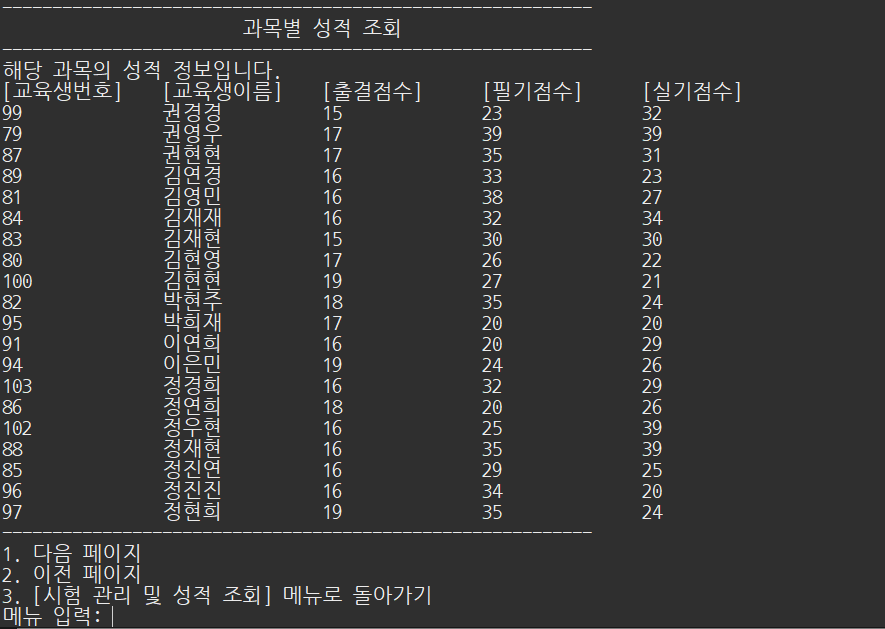 ------------------------------------------------------------
과목별 성적 조회
------------------------------------------------------------
해당 과목의 성적 정보입니다.
[교육생번호] [교육생이름] [출결점수] [필기점수] [실기점수]
99 권경경 15 23 32
79 권영우 17 39 39
87 권현현 17 35 31
89 김연경 16 33 23
81 김영민 16 38 27
84 김재재 16 32 34
83 김재현 15 30 30
80 김현영 17 26 22
100 김현현 19 27 21
82 박현주 18 35 24
95 박희재 17 20 20
91 이연희 16 20 29
94 이은민 19 24 26
103 정경희 16 32 29
86 정연희 18 20 26
102 정우현 16 25 39
88 정재현 16 35 39
85 정진연 16 29 25
96 정진진 16 34 20
97 정현희 19 35 24
------------------------------------------------------------
1. 다음 페이지
2. 이전 페이지
3. [시험 관리 및 성적 조회] 메뉴로 돌아가기
메뉴 입력: